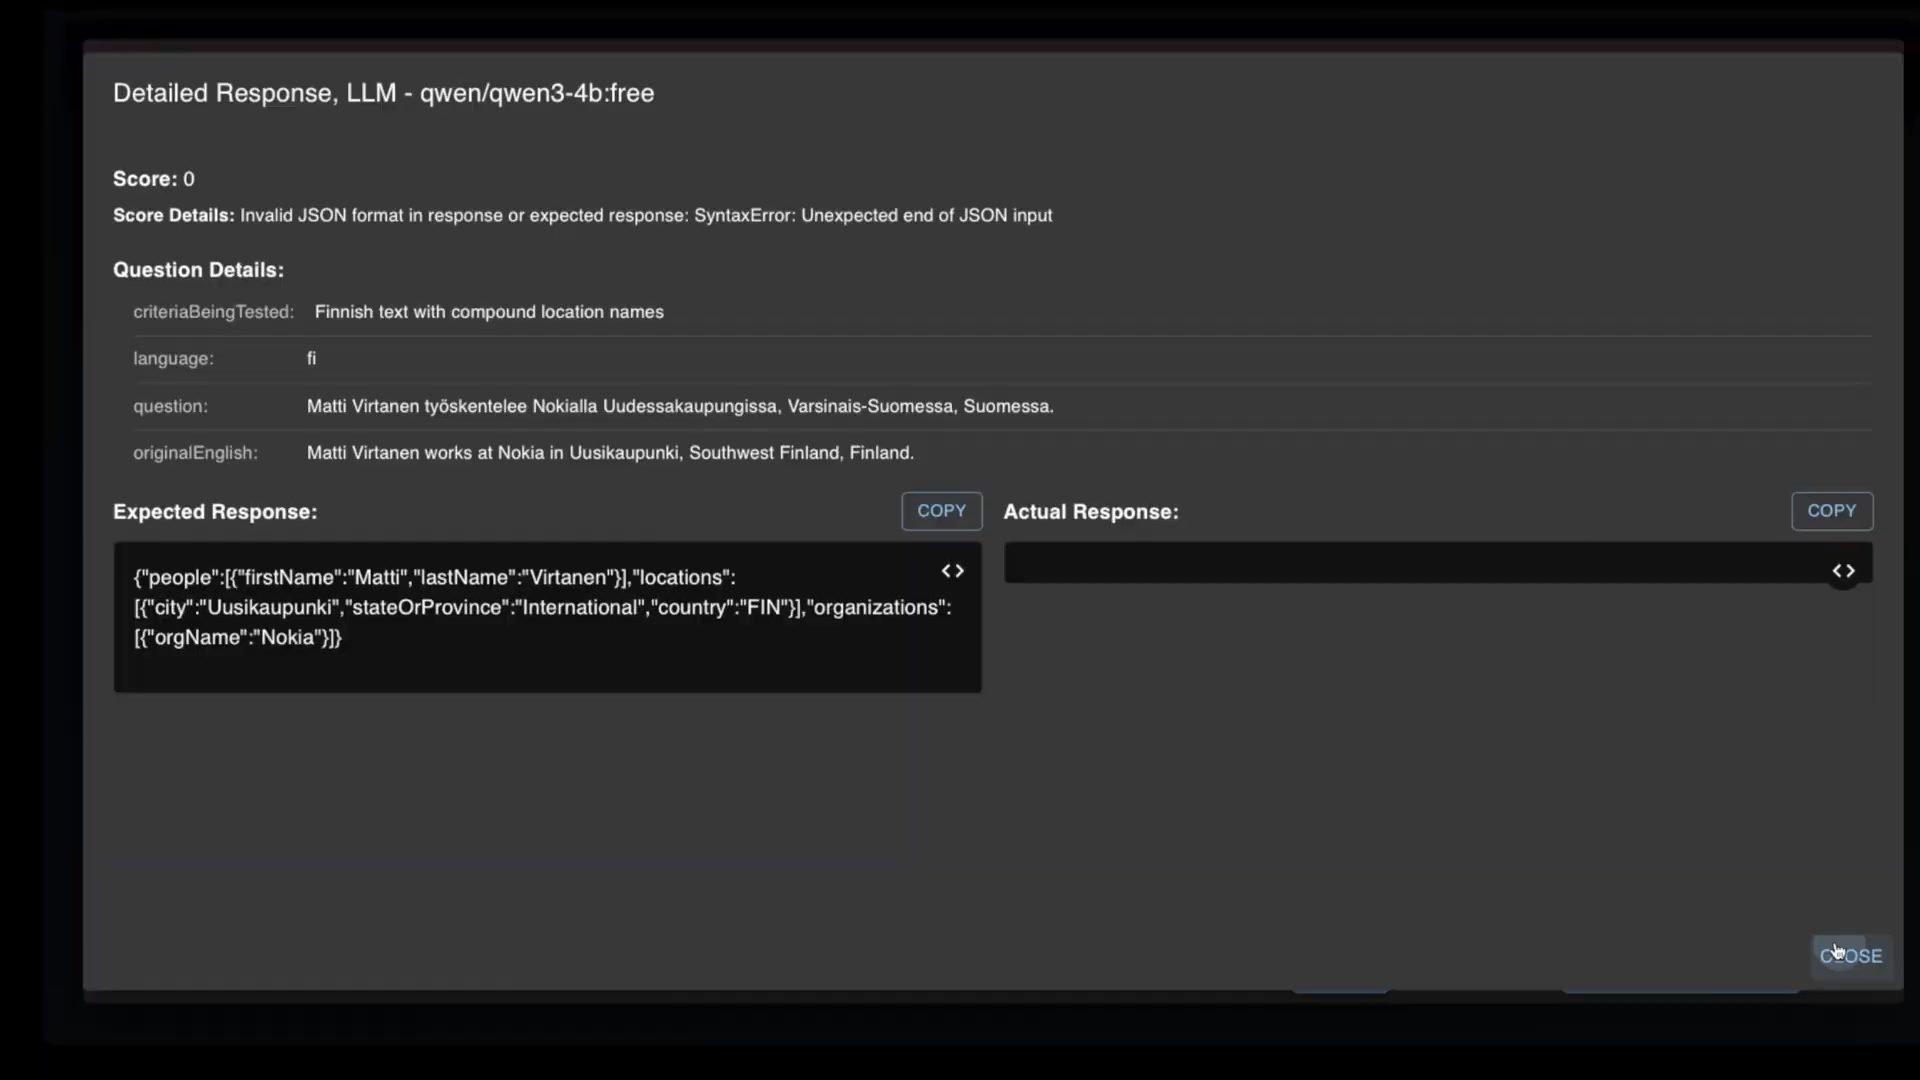 Detailed Response, LLM - qwen/qwen3-4b:free
Score: 0
Score Details: Invalid JSON format in response or expected response: SyntaxError: Unexpected end of JSON input
Question Details:
criteriaBeingTested: Finnish text with compound location names
language: fi
question: Matti Virtanen työskentelee Nokialla Uudessakaupungissa, Varsinais-Suomessa, Suomessa.
originalEnglish: Matti Virtanen works at Nokia in Uusikaupunki, Southwest Finland, Finland.
Expected Response:
COPY
{"people":[{"firstName":"Matti","lastName":"Virtanen"}],"locations":
[{"city":"Uusikaupunki","stateOrProvince":"International","country":"FIN"}],"organizations":
[{"orgName":"Nokia"}]}
Actual Response:
COPY
CLOSE